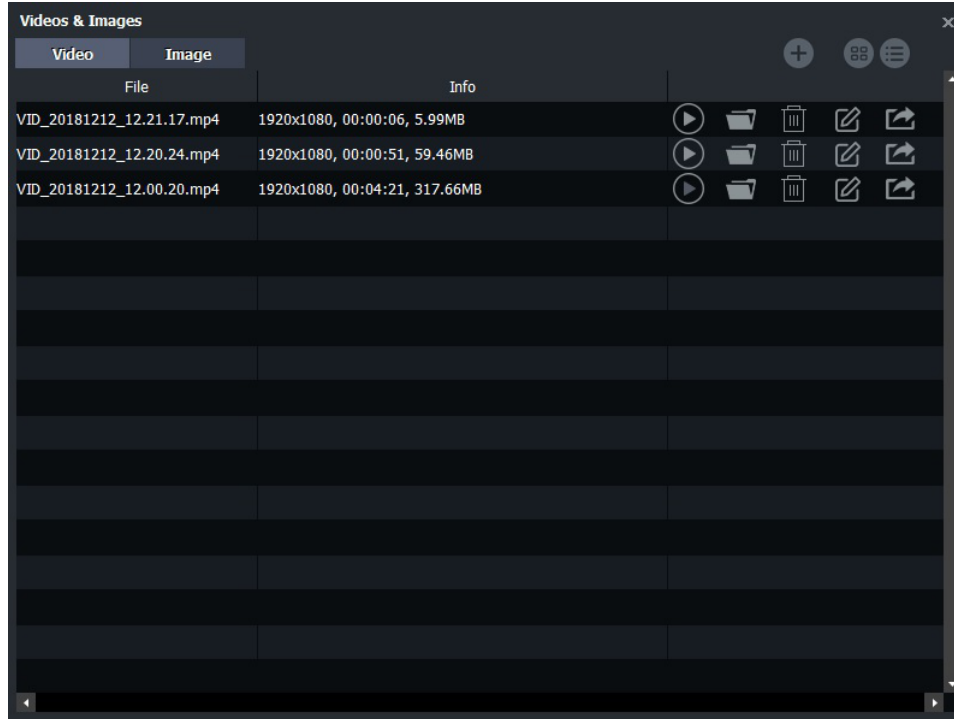 Videos & Images
Video Image
File Info
VID_20181212_12.21.17.mp4 1920x1080, 00:00:06, 5.99MB
VID_20181212_12.20.24.mp4 1920x1080, 00:00:51, 59.46MB
VID_20181212_12.00.20.mp4 1920x1080, 00:04:21, 317.66MB